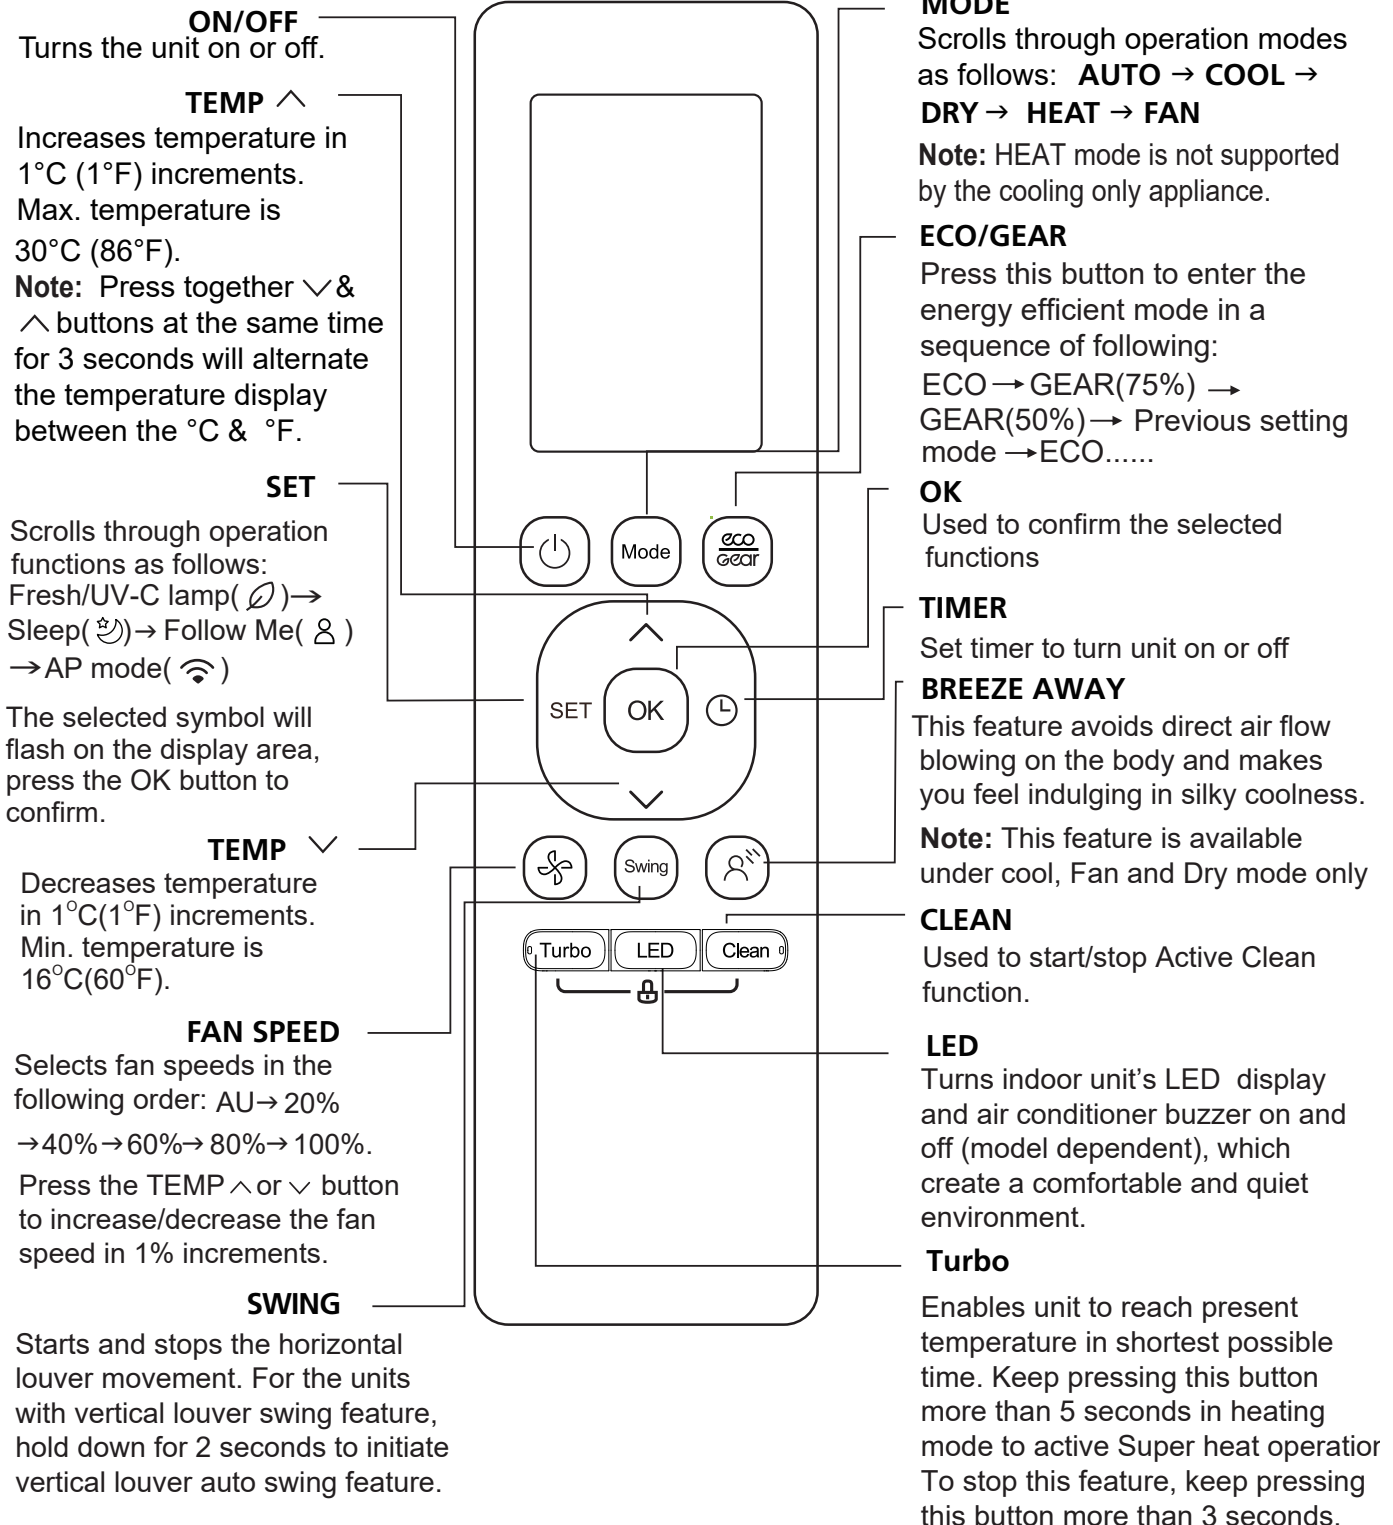 ON/OFF
Turns the unit on or off.
TEMP
Increases temperature in
1°C (1°F) increments.
Max. temperature is
30°C (86°F).
Note: Press together &
buttons at the same time
for 3 seconds will alternate
the temperature display
between the °C & °F.
SET
Scrolls through operation
functions as follows:
Fresh/UV-C lamp( )→
Sleep( )→ Follow Me( )
→AP mode( )
The selected symbol will
flash on the display area,
press the OK button to
confirm.
TEMP
Decreases temperature
in 1°C(1°F) increments.
Min. temperature is
16°C(60°F).
FAN SPEED
Selects fan speeds in the
following order: AU→20%
→40%→60%→80%→100%.
Press the TEMP or button
to increase/decrease the fan
speed in 1% increments.
SWING
Starts and stops the horizontal
louver movement. For the units
with vertical louver swing feature,
hold down for 2 seconds to initiate
vertical louver auto swing feature.
Mode
eco
Gear
SET
OK
Swing
Turbo
LED
Clean
MODE
Scrolls through operation modes
as follows: AUTO → COOL →
DRY → HEAT → FAN
Note: HEAT mode is not supported
by the cooling only appliance.
ECO/GEAR
Press this button to enter the
energy efficient mode in a
sequence of following:
ECO→GEAR(75%) →
GEAR(50%)→ Previous setting
mode →ECO......
OK
Used to confirm the selected
functions
TIMER
Set timer to turn unit on or off
BREEZE AWAY
This feature avoids direct air flow
blowing on the body and makes
you feel indulging in silky coolness.
Note: This feature is available
under cool, Fan and Dry mode only
CLEAN
Used to start/stop Active Clean
function.
LED
Turns indoor unit's LED display
and air conditioner buzzer on and
off (model dependent), which
create a comfortable and quiet
environment.
Turbo
Enables unit to reach present
temperature in shortest possible
time. Keep pressing this button
more than 5 seconds in heating
mode to active Super heat operation
To stop this feature, keep pressing
this button more than 3 seconds.